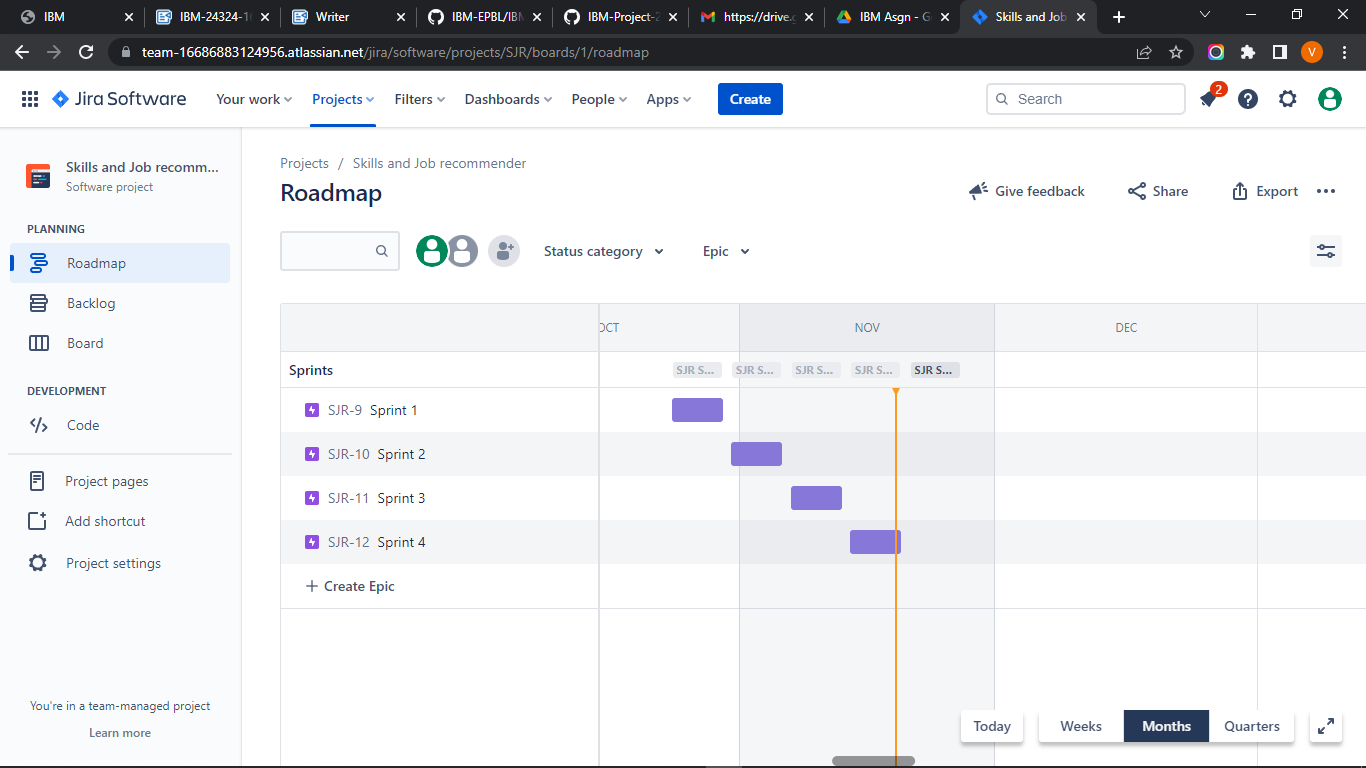 IBM
IBM-24324-16
Writer
IBM-EPBL/IBM
IBM-Project-2
https://drive.g
IBM Asgn - G
Skills and Job
team-16686883124956.atlassian.net/jira/software/projects/SJR/boards/1/roadmap
V
Jira Software
Your work
Projects
Filters
Dashboards
People
Apps
Create
Search
2
Skills and Job recomm...
Software project
PLANNING
Roadmap
Backlog
Board
DEVELOPMENT
Code
Project pages
Add shortcut
Project settings
You're in a team-managed project
Learn more
Projects / Skills and Job recommender
Roadmap
Give feedback
Share
Export
Status category
Epic
OCT
NOV
DEC
Sprints
SJR S...
SJR S...
SJR S...
SJR S...
SJR S...
SJR-9 Sprint 1
SJR-10 Sprint 2
SJR-11 Sprint 3
SJR-12 Sprint 4
+ Create Epic
Today
Weeks
Months
Quarters